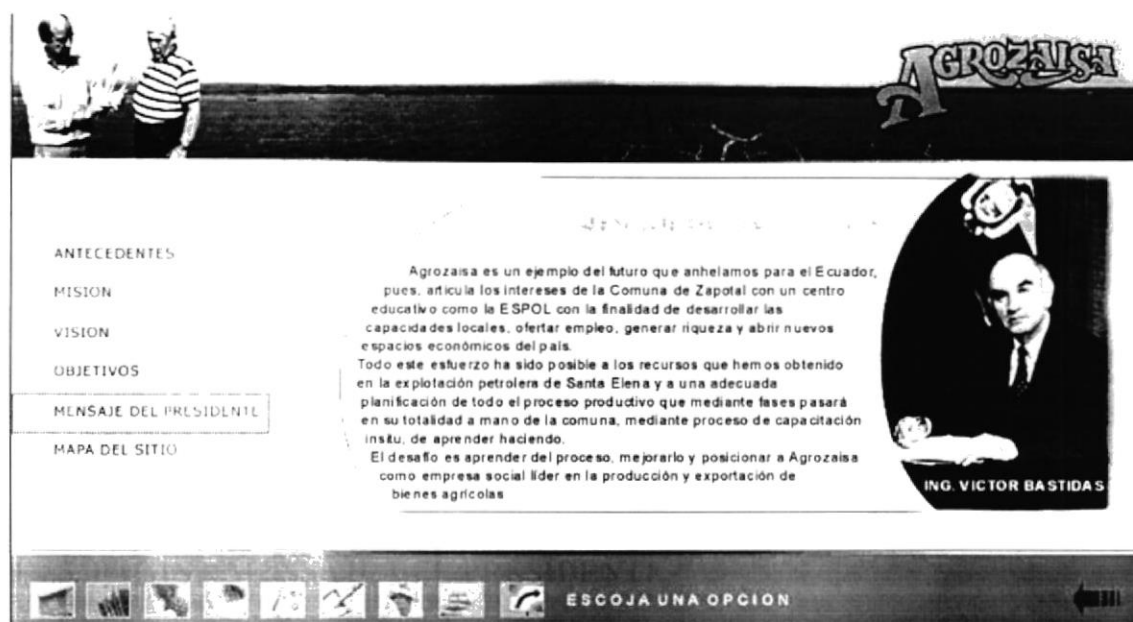 AGROZAISA
ANTECEDENTES
MISION
VISION
OBJETIVOS
MENSAJE DEL PRESIDENTE
MAPA DEL SITIO
Agrozaisa es un ejemplo del futuro que anhelamos para el Ecuador,
pues, articula los intereses de la Comuna de Zapotal con un centro
educativo como la ESPOL con la finalidad de desarrollar las
capacidades locales, ofertar empleo, generar riqueza y abrir nuevos
espacios económicos del país.
Todo este esfuerzo ha sido posible a los recursos que hemos obtenido
en la explotación petrolera de Santa Elena y a una adecuada
planificación de todo el proceso productivo que mediante fases pasará
en su totalidad a mano de la comuna, mediante proceso de capacitación
insitu, de aprender haciendo.
El desafío es aprender del proceso, mejorarlo y posicionar a Agrozaisa
como empresa social líder en la producción y exportación de
bienes agrícolas
ING. VICTOR BASTIDAS
ESCOJA UNA OPCION